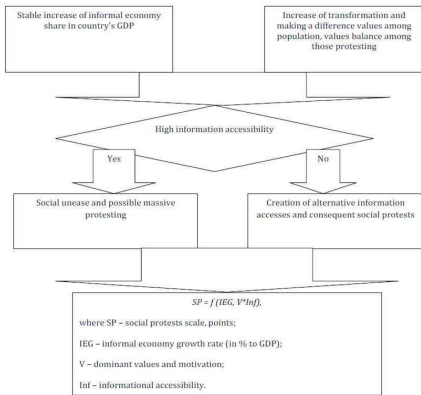 Stable increase of informal economy
share in country's GDP
Increase of transformation and
making a difference values among
population, values balance among
those protesting
High information accessibility
Yes
No
Social unease and possible massive
protesting
Creation of alternative information
accesses and consequent social protests
SP = f (IEG, V*Inf),
where SP – social protests scale, points;
IEG – informal economy growth rate (in % to GDP);
V – dominant values and motivation;
Inf – informational accessibility.